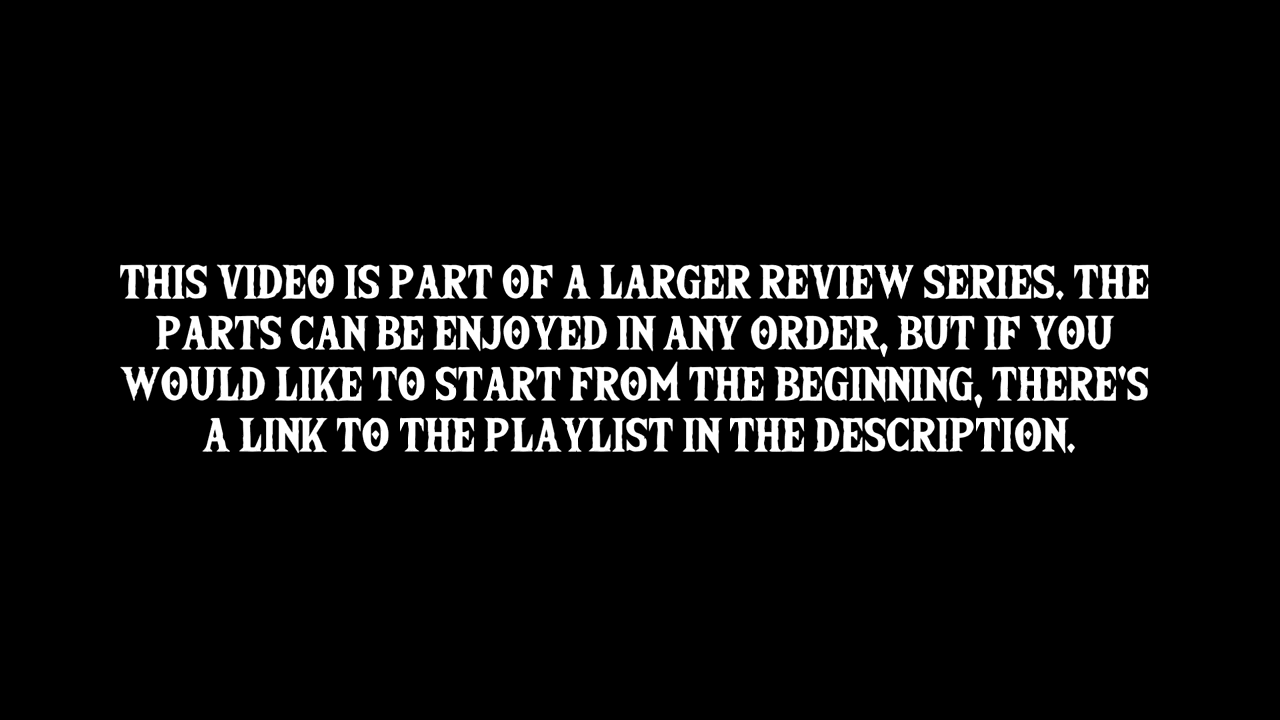 THIS VIDEO IS PART OF A LARGER REVIEW SERIES. THE
PARTS CAN BE ENJOYED IN ANY ORDER, BUT IF YOU
WOULD LIKE TO START FROM THE BEGINNING, THERE'S
A LINK TO THE PLAYLIST IN THE DESCRIPTION.